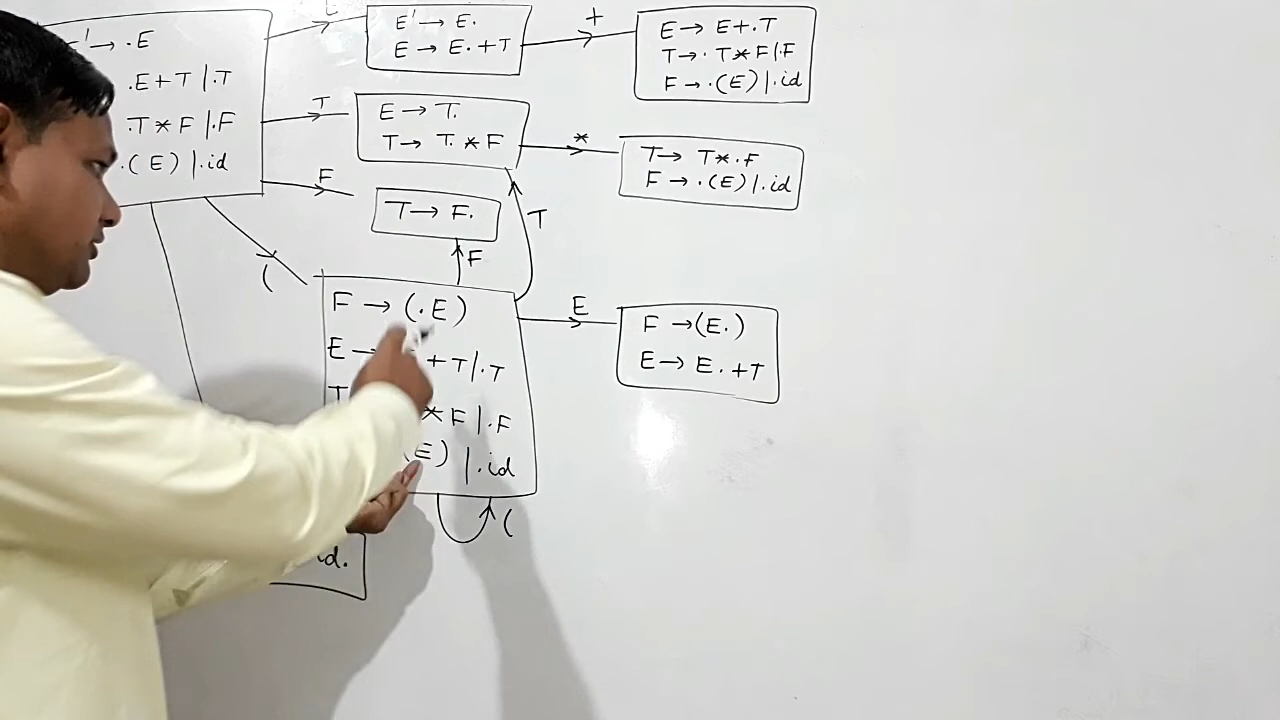 E' → E.
E → E. + T
+
E → E + . T
T → . T * F | . F
F → . (E) | . id
→ . E
. E + T | . T
. T * F | . F
. (E) | . id
T
E → T.
T → T. * F
*
T → T * . F
F → . (E) | . id
F
T → F.
T
F
(
F → (. E)
E → + T | . T
T * F | . F
(E) | . id
E
F → (E .)
E → E . + T
(
id.